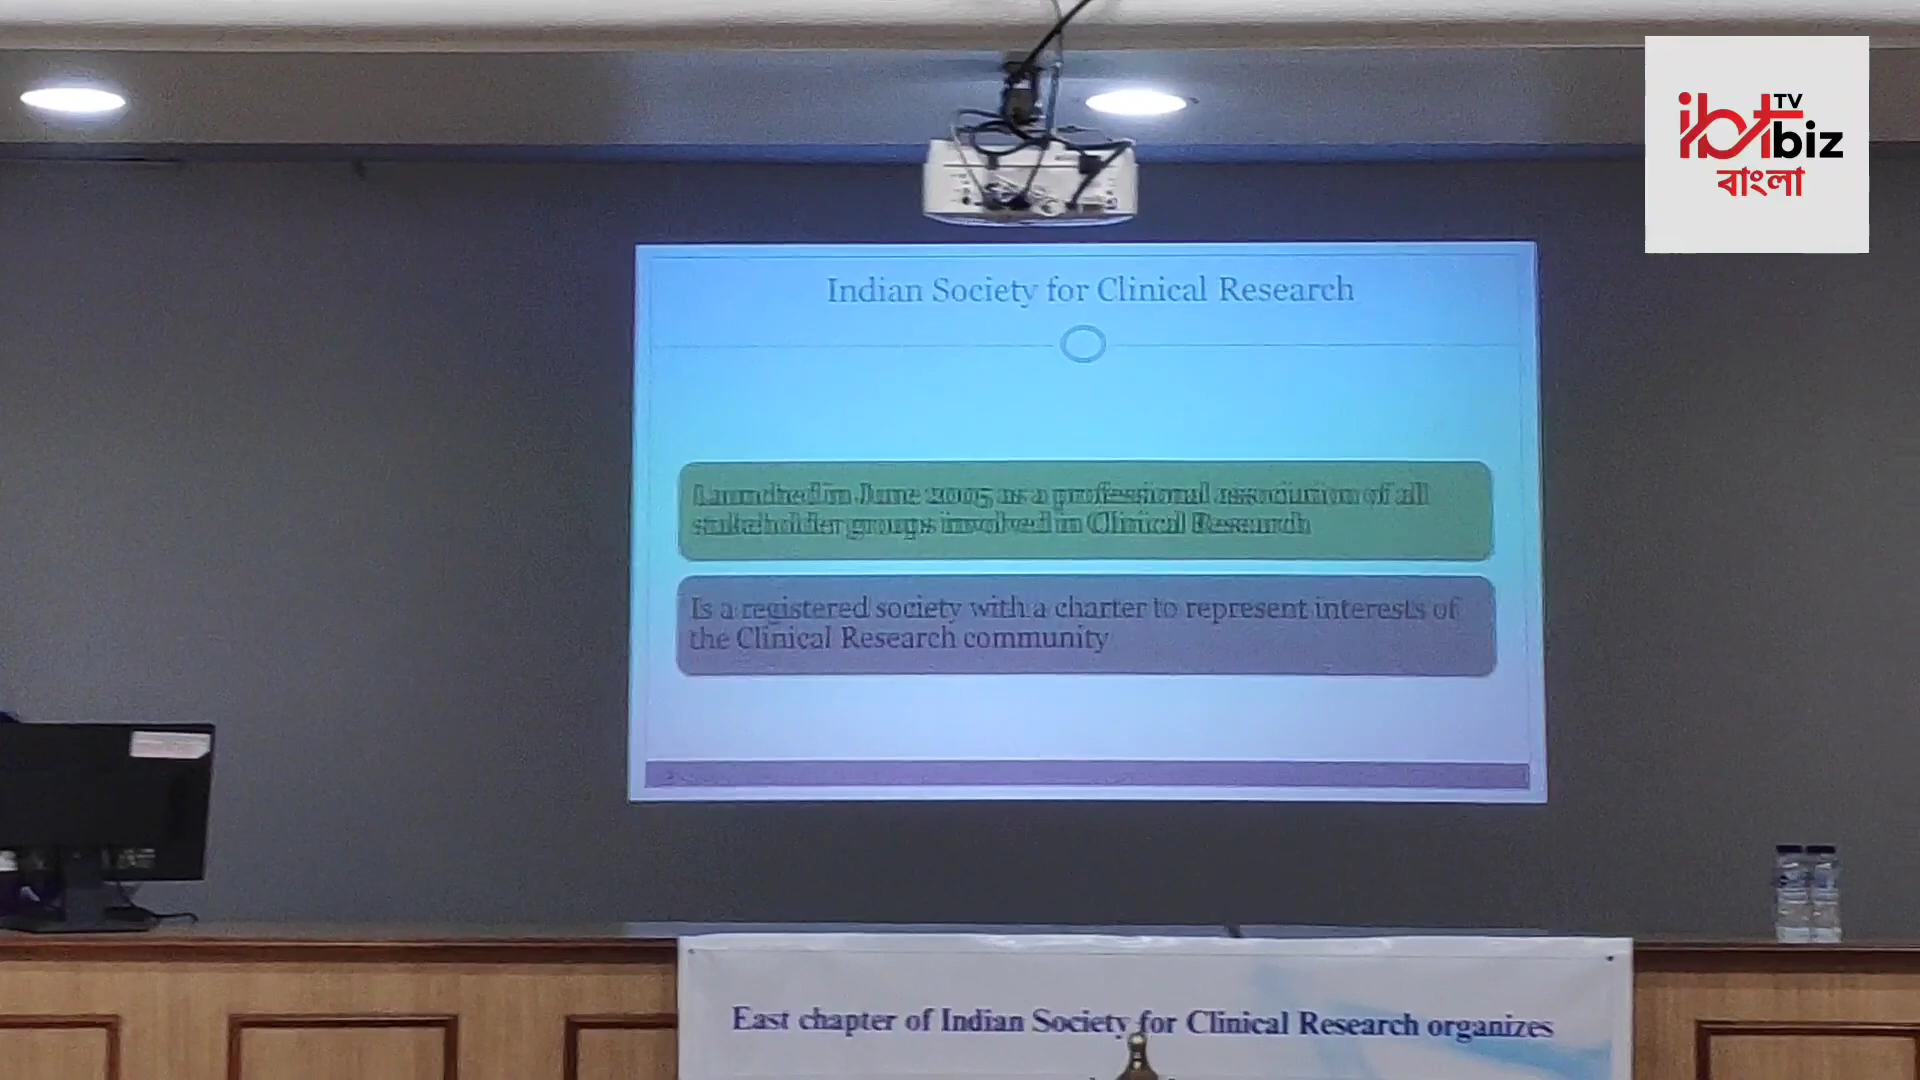 ibt TV
biz
বাংলা
Indian Society for Clinical Research
Launched in June 2005 as a professional association of all
stakeholder groups involved in Clinical Research
Is a registered society with a charter to represent interests of
the Clinical Research community
East chapter of Indian Society for Clinical Research organizes